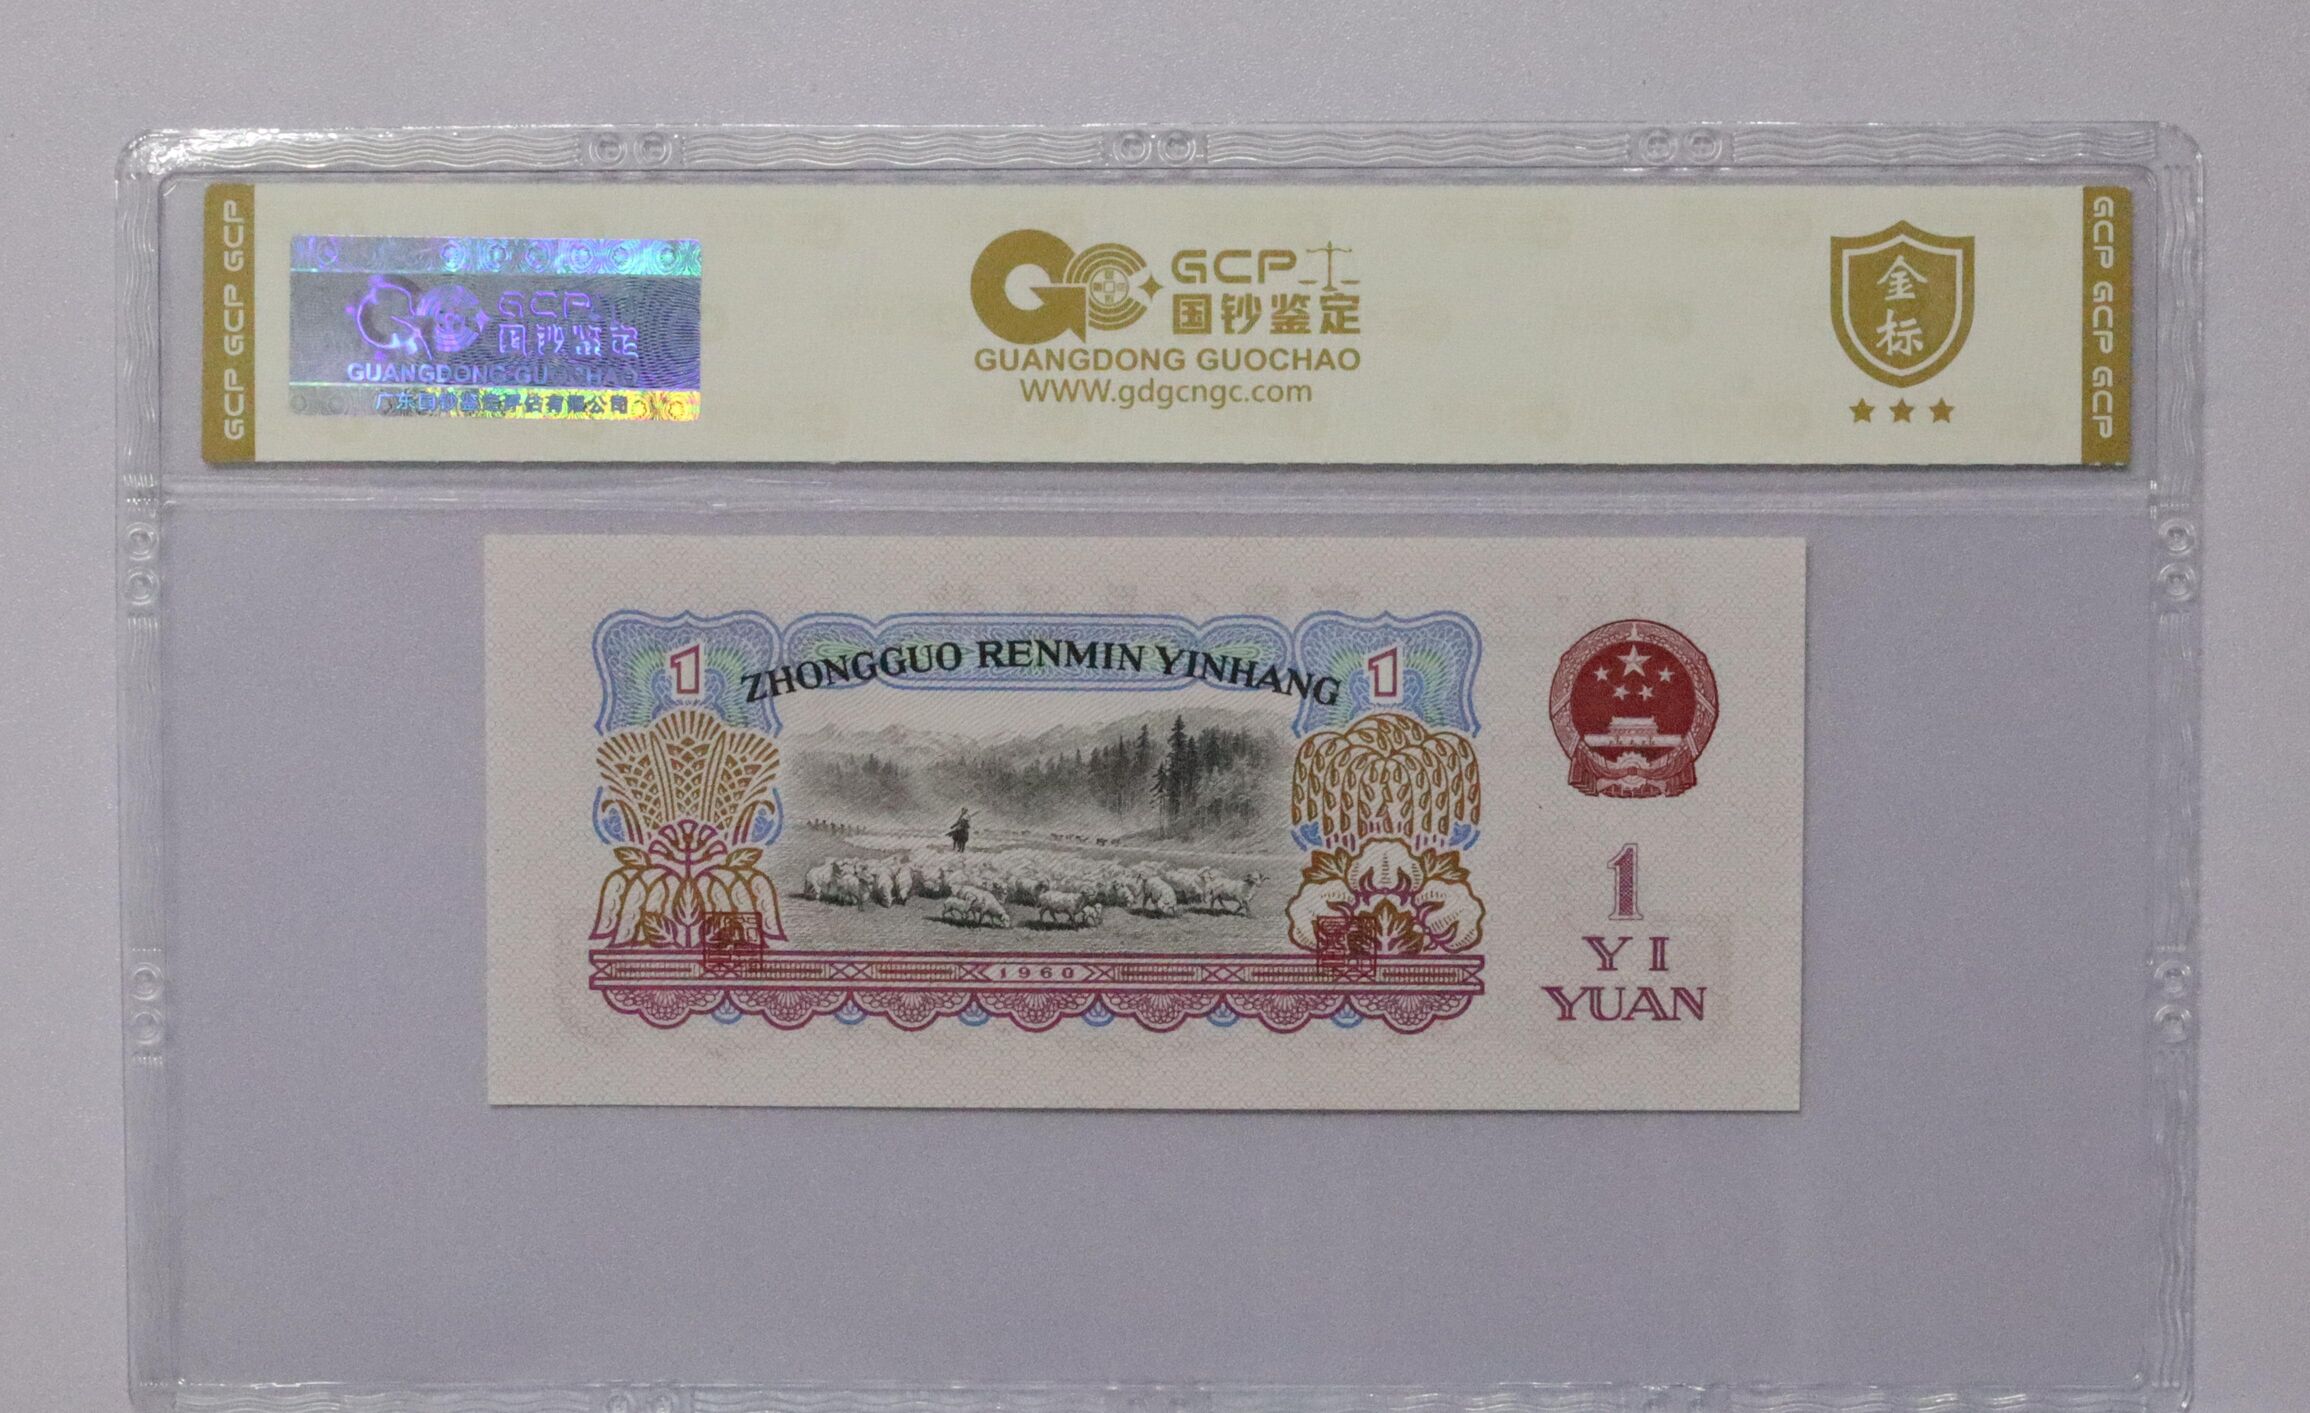 GCP GCP GCP
GCP
国钞鉴定
GUANGDONG GUOCHAO
广东国钞鉴定评估有限公司
GCP
国钞鉴定
GUANGDONG GUOCHAO
WWW.gdgcngc.com
金
标
GCP GCP GCP
ZHONGGUO RENMIN YINHANG
1
1
1960
1
YI
YUAN